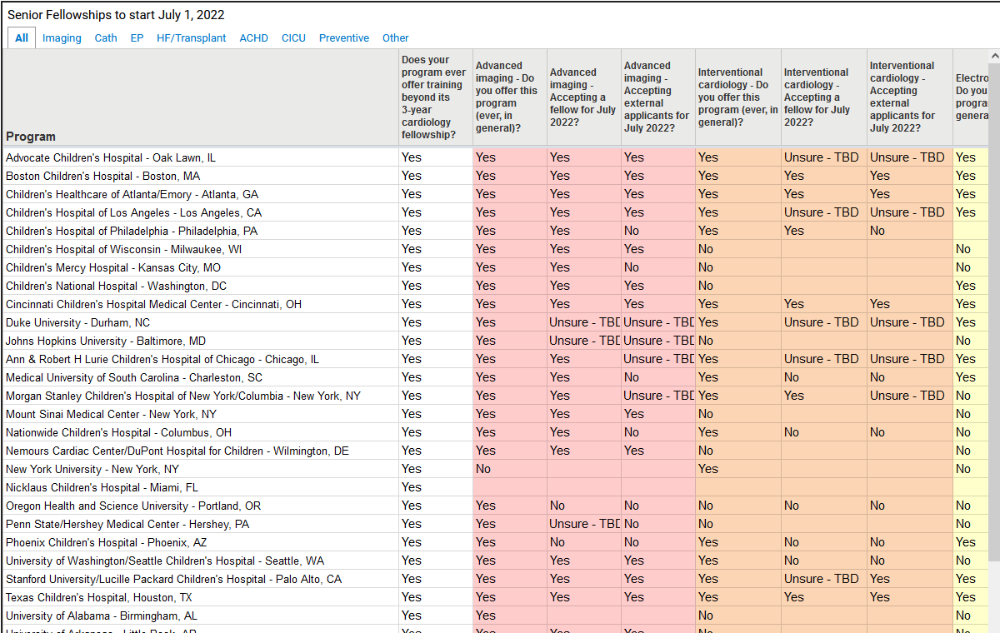 Senior Fellowships to start July 1, 2022
All Imaging Cath EP HF/Transplant ACHD CICU Preventive Other
Program
Does your
program ever
offer training
beyond its
3-year
cardiology
fellowship?
Advanced
imaging - Do
you offer this
program
(ever, in
general)?
Advanced
imaging -
Accepting a
fellow for July
2022?
Advanced
imaging -
Accepting
external
applicants for
July 2022?
Interventional
cardiology - Do
you offer this
program (ever, in
general)?
Interventional
cardiology -
Accepting a
fellow for July
2022?
Interventional
cardiology -
Accepting
external
applicants for
July 2022?
Electro
Do you
progra
genera
Advocate Children's Hospital - Oak Lawn, IL Yes Yes Yes Yes Yes Unsure - TBD Unsure - TBD Yes
Boston Children's Hospital - Boston, MA Yes Yes Yes Yes Yes Yes Yes Yes
Children's Healthcare of Atlanta/Emory - Atlanta, GA Yes Yes Yes Yes Yes Yes Yes Yes
Children's Hospital of Los Angeles - Los Angeles, CA Yes Yes Yes Yes Yes Unsure - TBD Unsure - TBD Yes
Children's Hospital of Philadelphia - Philadelphia, PA Yes Yes Yes No Yes Yes No
Children's Hospital of Wisconsin - Milwaukee, WI Yes Yes Yes Yes No No
Children's Mercy Hospital - Kansas City, MO Yes Yes Yes No No No
Children's National Hospital - Washington, DC Yes Yes Yes Yes No Yes
Cincinnati Children's Hospital Medical Center - Cincinnati, OH Yes Yes Yes Yes Yes Yes Yes Yes
Duke University - Durham, NC Yes Yes Unsure - TBD Unsure - TBD Yes Unsure - TBD Unsure - TBD Yes
Johns Hopkins University - Baltimore, MD Yes Yes Unsure - TBD Unsure - TBD No No
Ann & Robert H Lurie Children's Hospital of Chicago - Chicago, IL Yes Yes Yes Unsure - TBD Yes Unsure - TBD Unsure - TBD Yes
Medical University of South Carolina - Charleston, SC Yes Yes Yes No Yes No No Yes
Morgan Stanley Children's Hospital of New York/Columbia - New York, NY Yes Yes Yes Unsure - TBD Yes Yes Unsure - TBD No
Mount Sinai Medical Center - New York, NY Yes Yes Yes Yes No No
Nationwide Children's Hospital - Columbus, OH Yes Yes Yes No Yes No No No
Nemours Cardiac Center/DuPont Hospital for Children - Wilmington, DE Yes Yes Yes Yes No No
New York University - New York, NY Yes No Yes No
Nicklaus Children's Hospital - Miami, FL Yes
Oregon Health and Science University - Portland, OR Yes Yes No No No No No No
Penn State/Hershey Medical Center - Hershey, PA Yes Yes Unsure - TBD No No No
Phoenix Children's Hospital - Phoenix, AZ Yes Yes No No Yes No No Yes
University of Washington/Seattle Children's Hospital - Seattle, WA Yes Yes Yes Yes Yes No No No
Stanford University/Lucille Packard Children's Hospital - Palo Alto, CA Yes Yes Yes Yes Yes Unsure - TBD Yes Yes
Texas Children's Hospital, Houston, TX Yes Yes Yes Yes Yes Yes Yes Yes
University of Alabama - Birmingham, AL Yes Yes No No
University of Arkansas - Little Rock, AR Yes Yes Yes Yes No No